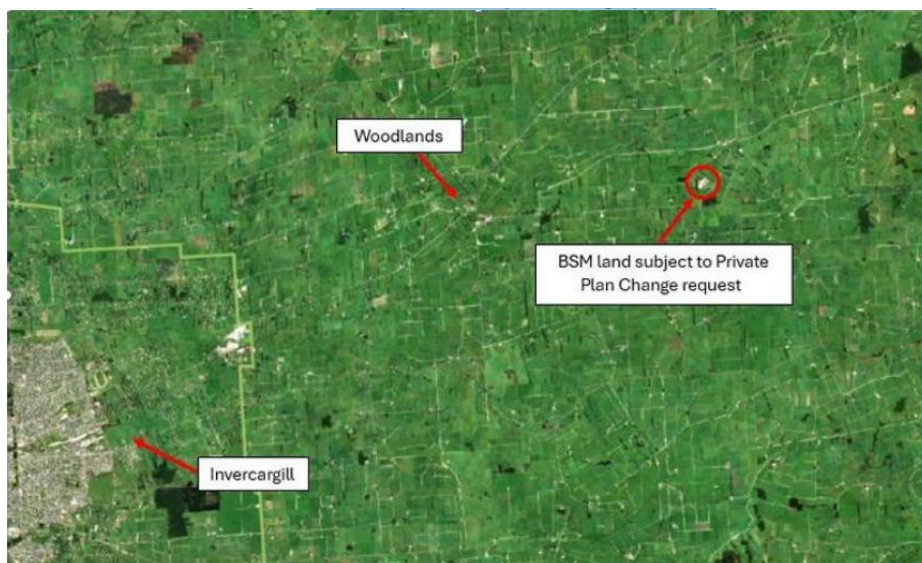 Woodlands
BSM land subject to Private
Plan Change request
Invercargill